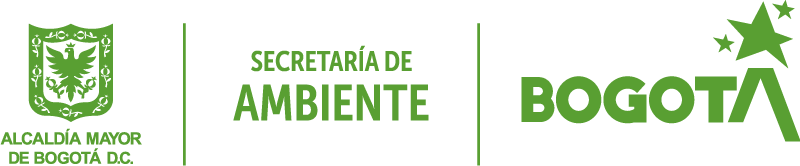 ALCALDÍA MAYOR
DE BOGOTÁ D.C.
SECRETARÍA DE
AMBIENTE
BOGOTÁ